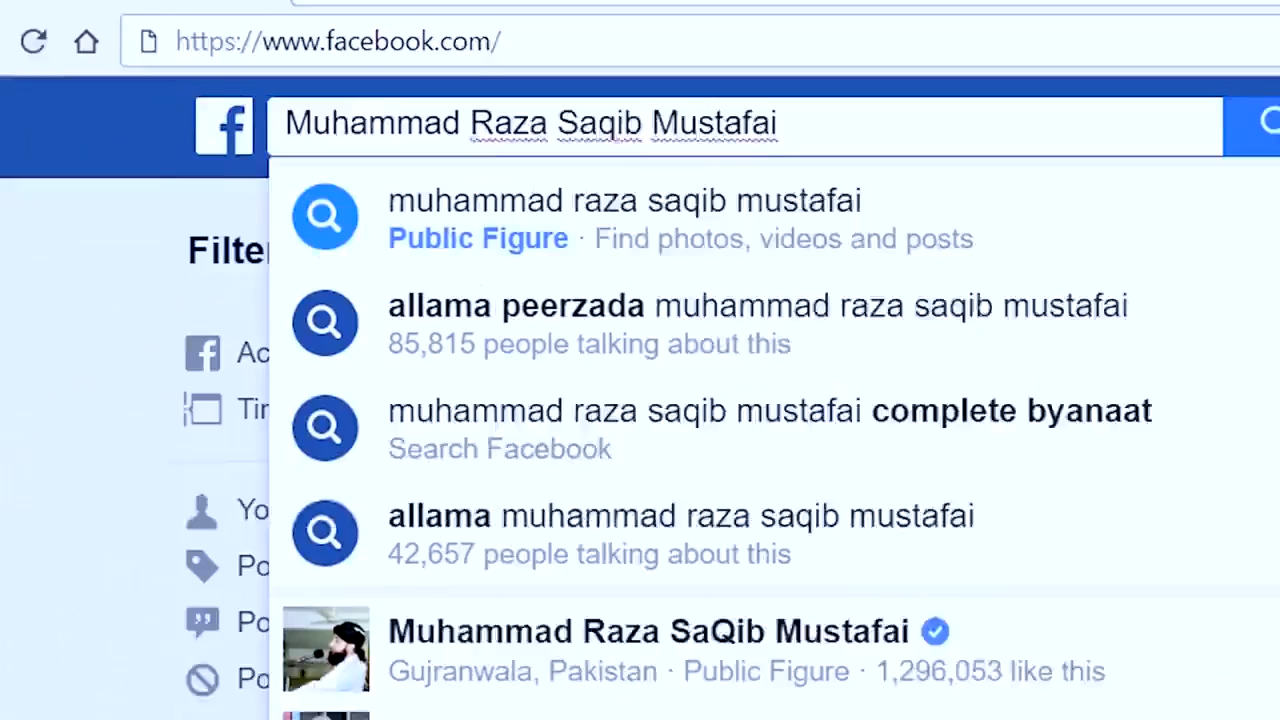 https://www.facebook.com/
f Muhammad Raza Saqib Mustafai
muhammad raza saqib mustafai
Public Figure · Find photos, videos and posts
Filte
allama peerzada muhammad raza saqib mustafai
85,815 people talking about this
Ac
muhammad raza saqib mustafai complete byanaat
Search Facebook
allama muhammad raza saqib mustafai
42,657 people talking about this
Yo
Po
Po
Muhammad Raza SaQib Mustafai
Gujranwala, Pakistan · Public Figure · 1,296,053 like this
Po